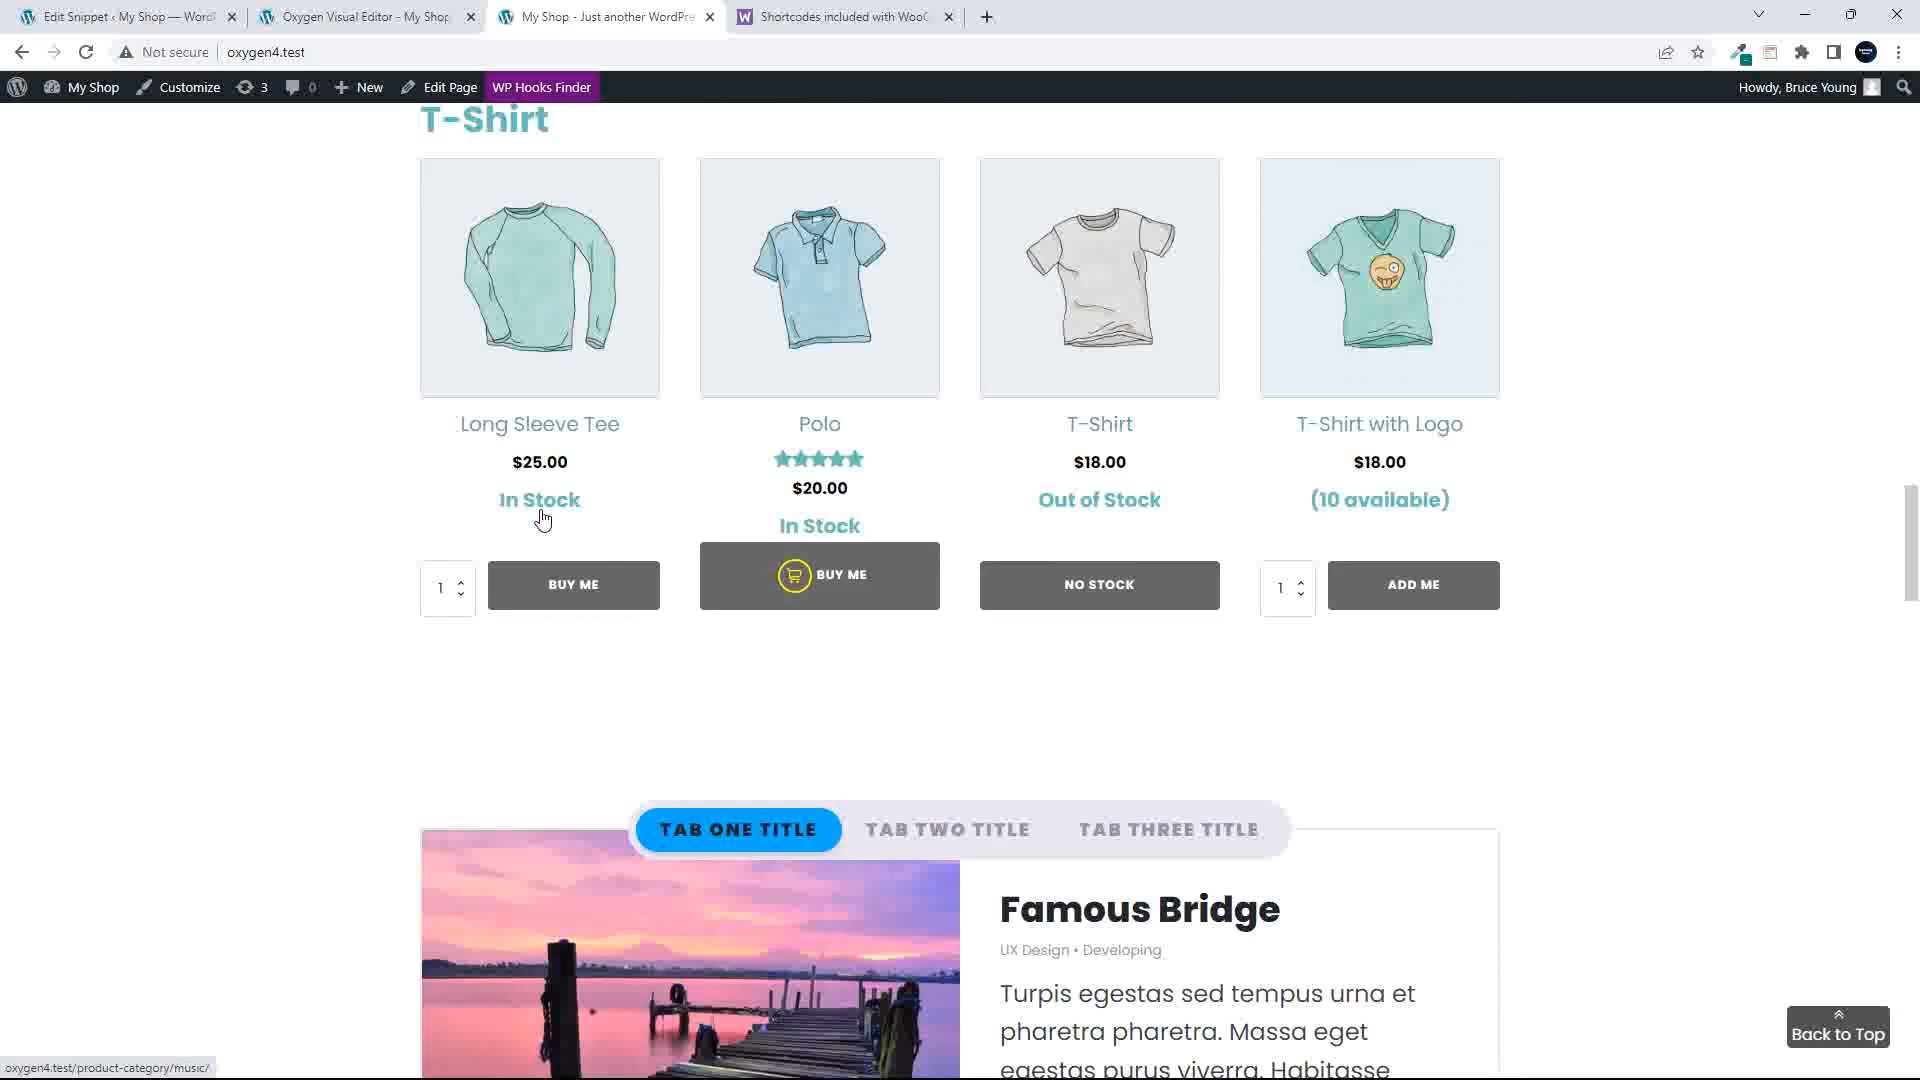 Edit Snippet ‹ My Shop — Word
Oxygen Visual Editor - My Shop
My Shop - Just another WordPre
Shortcodes included with WooC
Not secure
oxygen4.test
My Shop
Customize
3
0
New
Edit Page
WP Hooks Finder
Howdy, Bruce Young
T-Shirt
Long Sleeve Tee
$25.00
In Stock
1
BUY ME
Polo
$20.00
In Stock
BUY ME
T-Shirt
$18.00
Out of Stock
NO STOCK
T-Shirt with Logo
$18.00
(10 available)
1
ADD ME
TAB ONE TITLE
TAB TWO TITLE
TAB THREE TITLE
Famous Bridge
UX Design • Developing
Turpis egestas sed tempus urna et
pharetra pharetra. Massa eget
egestas purus viverra. Habitasse
Back to Top
oxygen4.test/product-category/music/